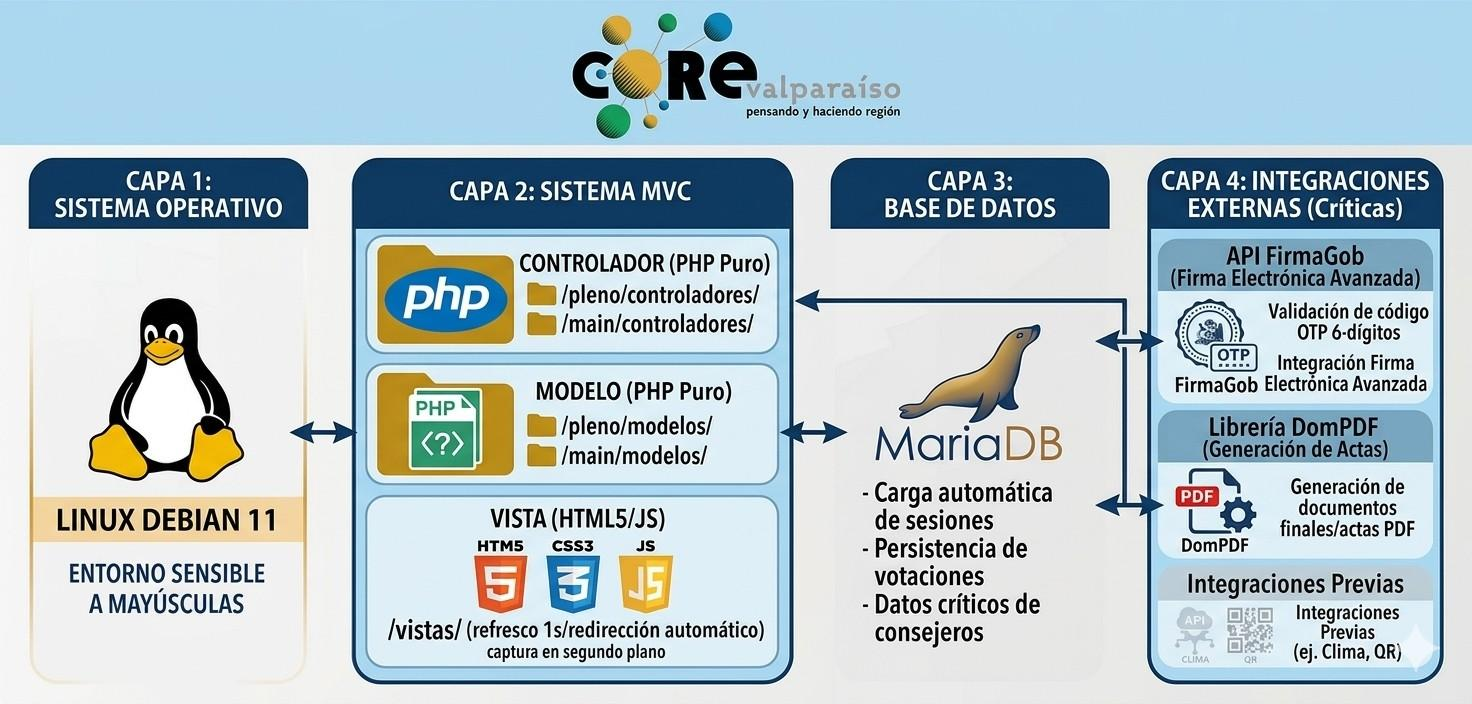 CORe
valparaíso
pensando y haciendo región
CAPA 1:
SISTEMA OPERATIVO
LINUX DEBIAN 11
ENTORNO SENSIBLE
A MAYÚSCULAS
CAPA 2: SISTEMA MVC
php
CONTROLADOR (PHP Puro)
/pleno/controladores/
/main/controladores/
PHP
<?>
MODELO (PHP Puro)
/pleno/modelos/
/main/modelos/
VISTA (HTML5/JS)
HTM5 CSS3 JS
5 3 JS
/vistas/ (refresco 1s/redirección automático)
captura en segundo plano
CAPA 3:
BASE DE DATOS
MariaDB
- Carga automática
de sesiones
- Persistencia de
votaciones
- Datos críticos de
consejeros
CAPA 4: INTEGRACIONES
EXTERNAS (Críticas)
API FirmaGob
(Firma Electrónica Avanzada)
OTP
FirmaGob
Validación de código
OTP 6-dígitos
Integración Firma
Electrónica Avanzada
Librería DomPDF
(Generación de Actas)
PDF
DomPDF
Generación de
documentos
finales/actas PDF
Integraciones Previas
API
CLIMA
QR
Integraciones
Previas
(ej. Clima, QR)